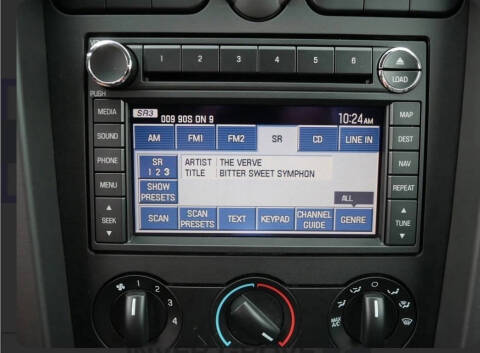 1 2 3 4 5 6
LOAD
PUSH
SR3 009 90S ON 9 10:24AM
MEDIA
MAP
AM FM1 FM2 SR CD LINE IN
SOUND
DEST
SR
1 2 3
ARTIST THE VERVE
TITLE BITTER SWEET SYMPHON
PHONE
NAV
SHOW
PRESETS
MENU
REPEAT
ALL
SCAN
SCAN
PRESETS
TEXT
KEYPAD
CHANNEL
GUIDE
GENRE
SEEK
TUNE
1
2
3
4
MAX
A/C